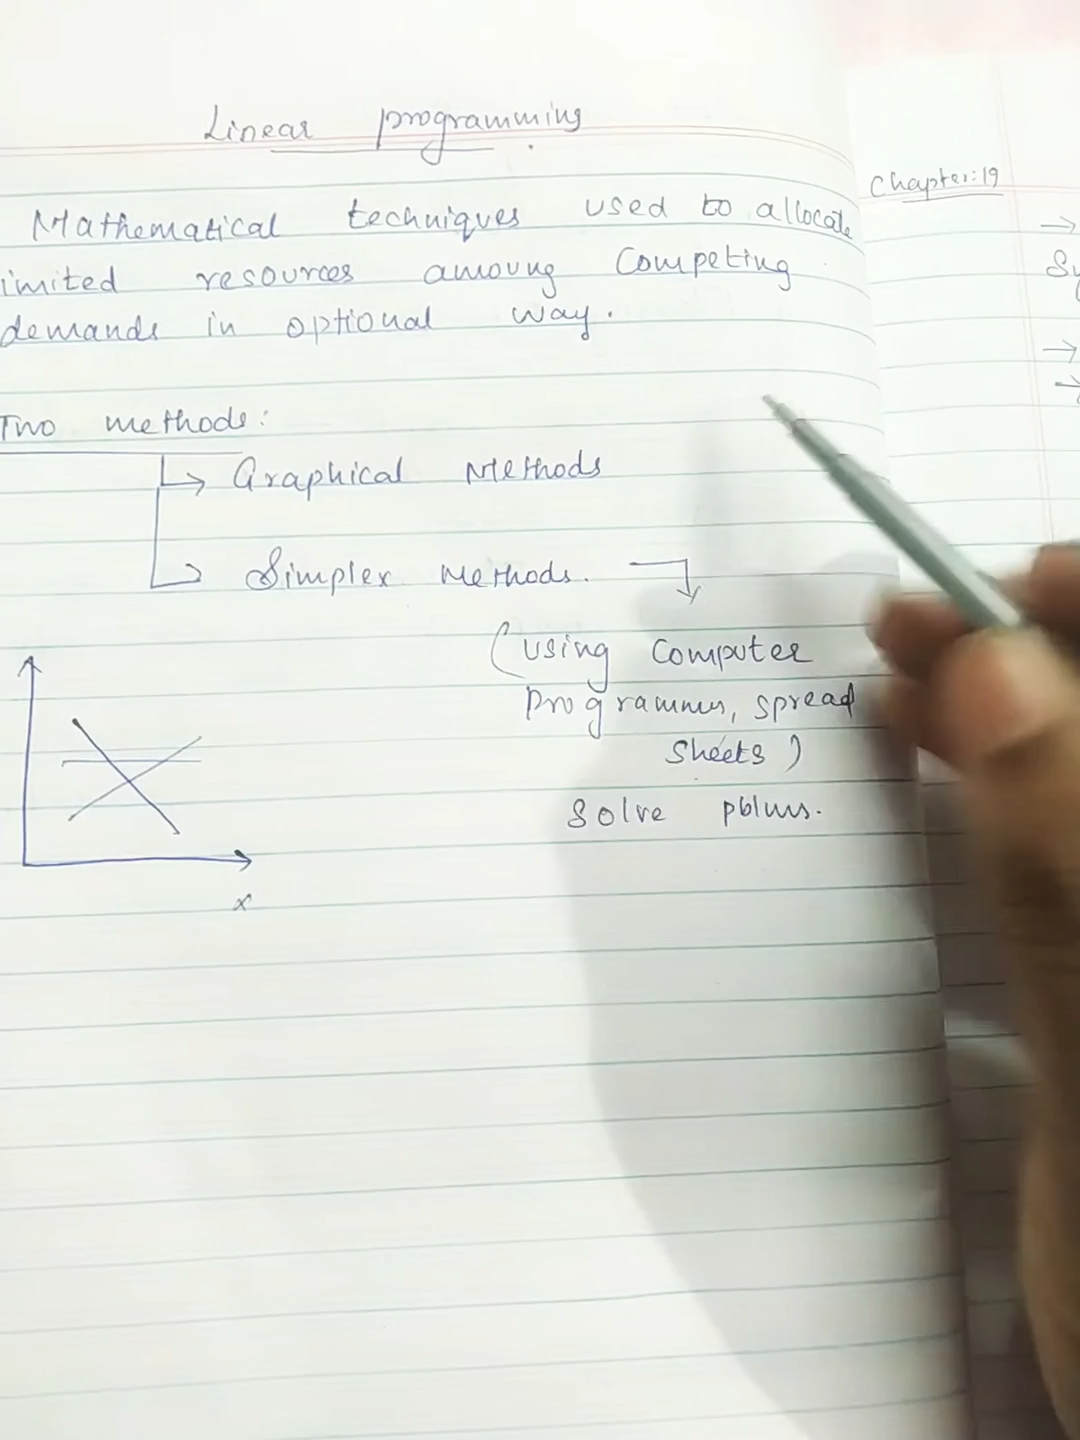 Linear programming
Mathematical techniques used to allocate
imited resources amoung competing
demands in optional way.
Two methods:
Graphical Methods
Simplex Methods.
(using computer
programmes, spread
sheets)
Solve pblms.
x
Chapter:19
→
Sy
→
→